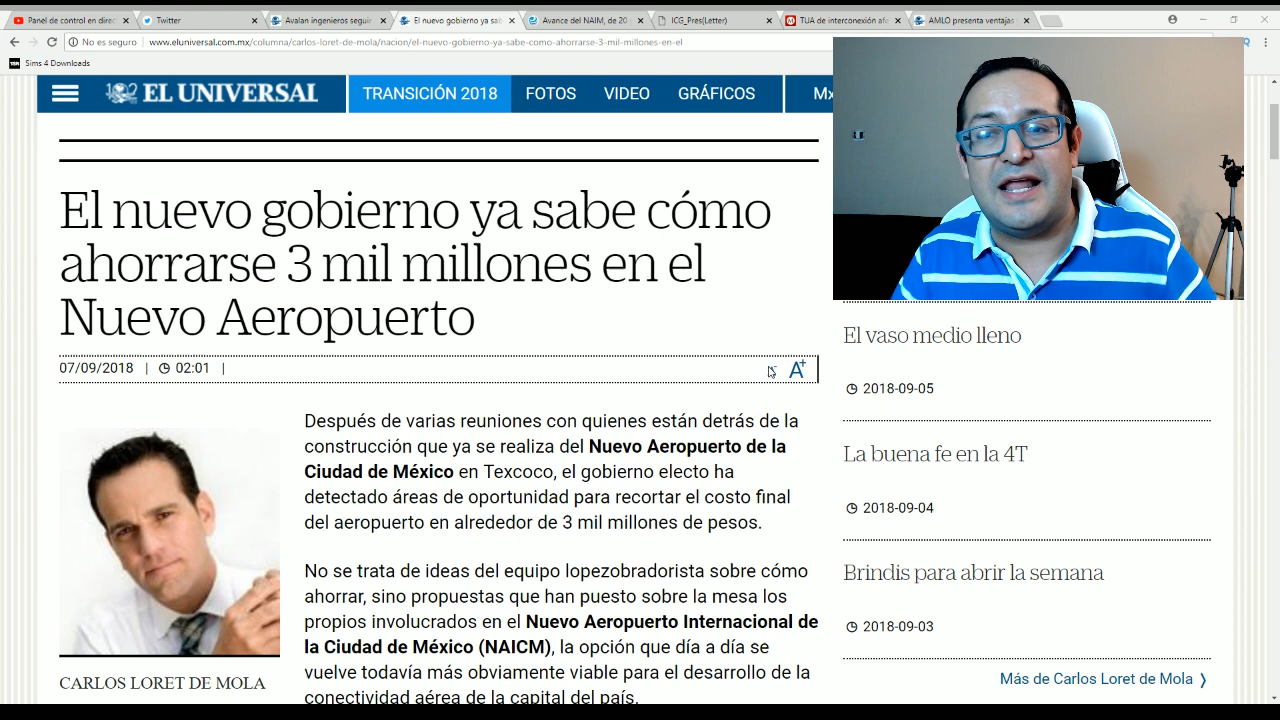 Panel de control en direc
Twitter
Avalan ingenieros seguir
El nuevo gobierno ya sab
Avance del NAIM, de 20
ICG_Pres(Letter)
TUA de interconexión afe
AMLO presenta ventajas
No es seguro | www.eluniversal.com.mx/columna/carlos-loret-de-mola/nacion/el-nuevo-gobierno-ya-sabe-como-ahorrarse-3-mil-millones-en-el
Sims 4 Downloads
EL UNIVERSAL
TRANSICIÓN 2018
FOTOS
VIDEO
GRÁFICOS
Mx
El nuevo gobierno ya sabe cómo
ahorrarse 3 mil millones en el
Nuevo Aeropuerto
07/09/2018 | 02:01 |
A+
Después de varias reuniones con quienes están detrás de la
construcción que ya se realiza del Nuevo Aeropuerto de la
Ciudad de México en Texcoco, el gobierno electo ha
detectado áreas de oportunidad para recortar el costo final
del aeropuerto en alrededor de 3 mil millones de pesos.
No se trata de ideas del equipo lopezobradorista sobre cómo
ahorrar, sino propuestas que han puesto sobre la mesa los
propios involucrados en el Nuevo Aeropuerto Internacional de
la Ciudad de México (NAICM), la opción que día a día se
vuelve todavía más obviamente viable para el desarrollo de la
conectividad aérea de la capital del país.
CARLOS LORET DE MOLA
El vaso medio lleno
2018-09-05
La buena fe en la 4T
2018-09-04
Brindis para abrir la semana
2018-09-03
Más de Carlos Loret de Mola